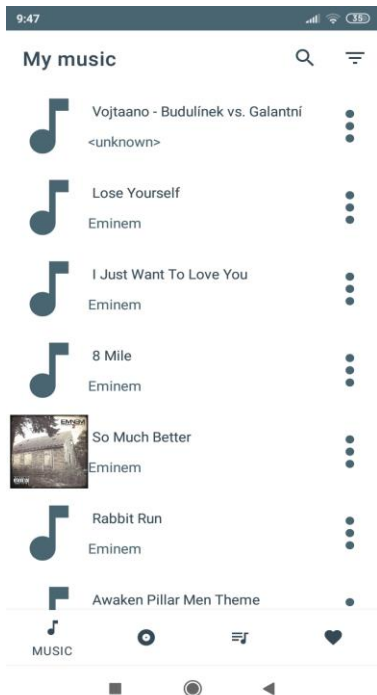 9:47
35
My music
Vojtaano - Budulínek vs. Galantní
<unknown>
Lose Yourself
Eminem
I Just Want To Love You
Eminem
8 Mile
Eminem
EMINEM
So Much Better
Eminem
Rabbit Run
Eminem
Awaken Pillar Men Theme
MUSIC